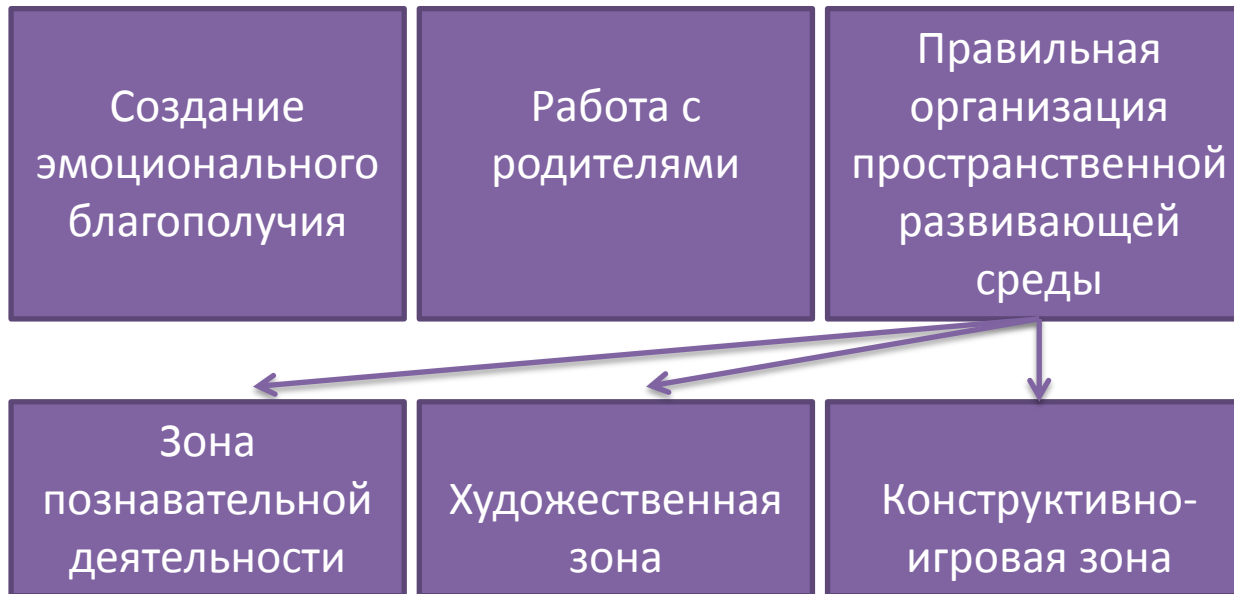 Создание
эмоционального
благополучия
Работа с
родителями
Правильная
организация
пространственной
развивающей
среды
Зона
познавательной
деятельности
Художественная
зона
Конструктивно-
игровая зона